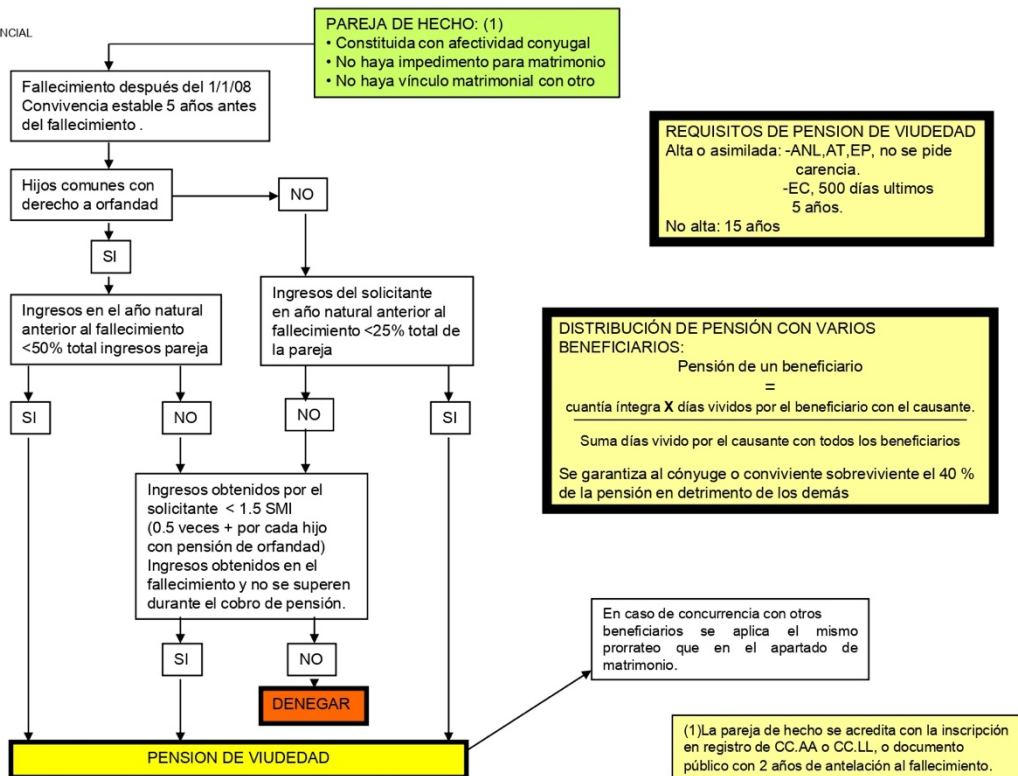 NCIAL
PAREJA DE HECHO: (1)
• Constituida con afectividad conyugal
• No haya impedimento para matrimonio
• No haya vínculo matrimonial con otro
Fallecimiento después del 1/1/08
Convivencia estable 5 años antes
del fallecimiento .
Hijos comunes con
derecho a orfandad
NO
SI
Ingresos en el año natural
anterior al fallecimiento
<50% total ingresos pareja
Ingresos del solicitante
en año natural anterior al
fallecimiento <25% total de
la pareja
SI
NO
NO
SI
Ingresos obtenidos por el
solicitante < 1.5 SMI
(0.5 veces + por cada hijo
con pensión de orfandad)
Ingresos obtenidos en el
fallecimiento y no se superen
durante el cobro de pensión.
SI
NO
DENEGAR
PENSION DE VIUDEDAD
REQUISITOS DE PENSION DE VIUDEDAD
Alta o asimilada: -ANL,AT,EP, no se pide
carencia.
-EC, 500 días ultimos
5 años.
No alta: 15 años
DISTRIBUCIÓN DE PENSIÓN CON VARIOS
BENEFICIARIOS:
Pensión de un beneficiario
=
cuantía íntegra X días vividos por el beneficiario con el causante.
Suma días vivido por el causante con todos los beneficiarios
Se garantiza al cónyuge o conviviente sobreviviente el 40 %
de la pensión en detrimento de los demás
En caso de concurrencia con otros
beneficiarios se aplica el mismo
prorrateo que en el apartado de
matrimonio.
(1)La pareja de hecho se acredita con la inscripción
en registro de CC.AA o CC.LL, o documento
público con 2 años de antelación al fallecimiento.